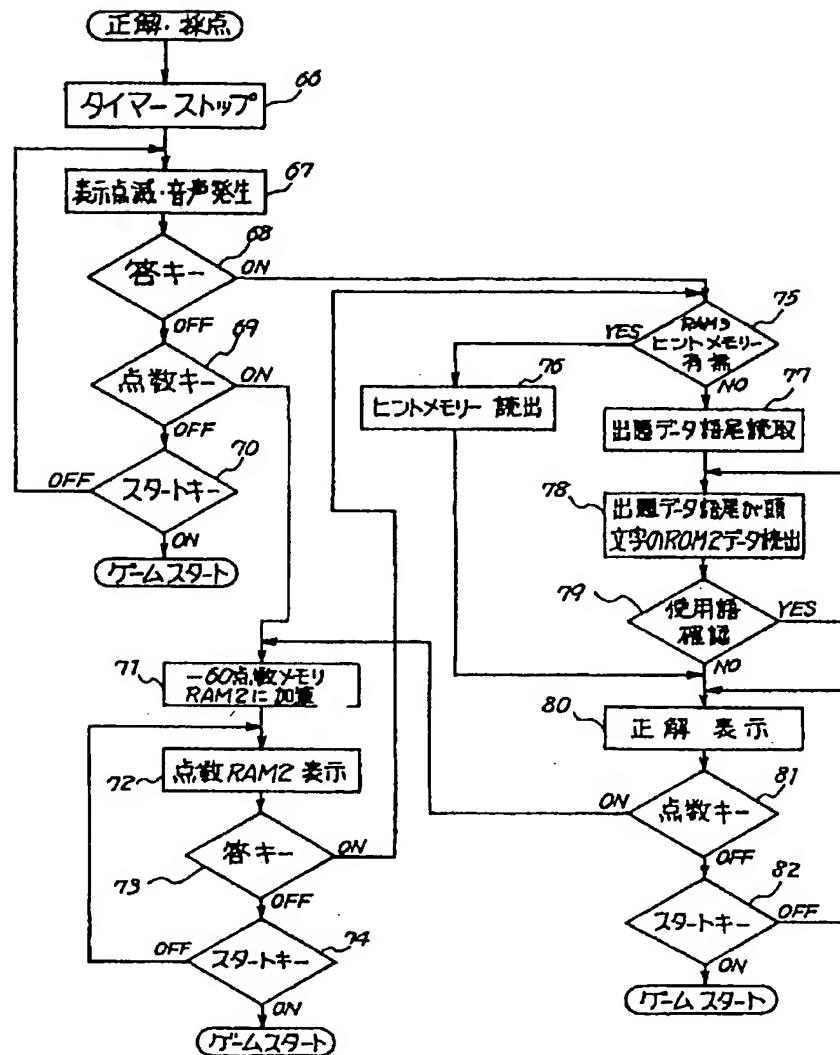 正解・採点
66
タイマーストップ
67
表示点滅・音声発生
68
答キー
ON
OFF
69
点数キー
ON
OFF
70
スタートキー
OFF
ON
ゲームスタート
71
-60点数メモリ
RAM2に加算
72
点数RAM2 表示
73
答キー
ON
OFF
74
スタートキー
OFF
ON
ゲームスタート
75
RAM3
ヒントメモリー
有無
YES
NO
76
ヒントメモリー 読出
77
出題データ語尾読取
78
出題データ語尾が頭
文字のROM2データ読出
79
使用語
確認
YES
NO
80
正解 表示
81
点数キー
ON
OFF
82
スタートキー
OFF
ON
ゲームスタート